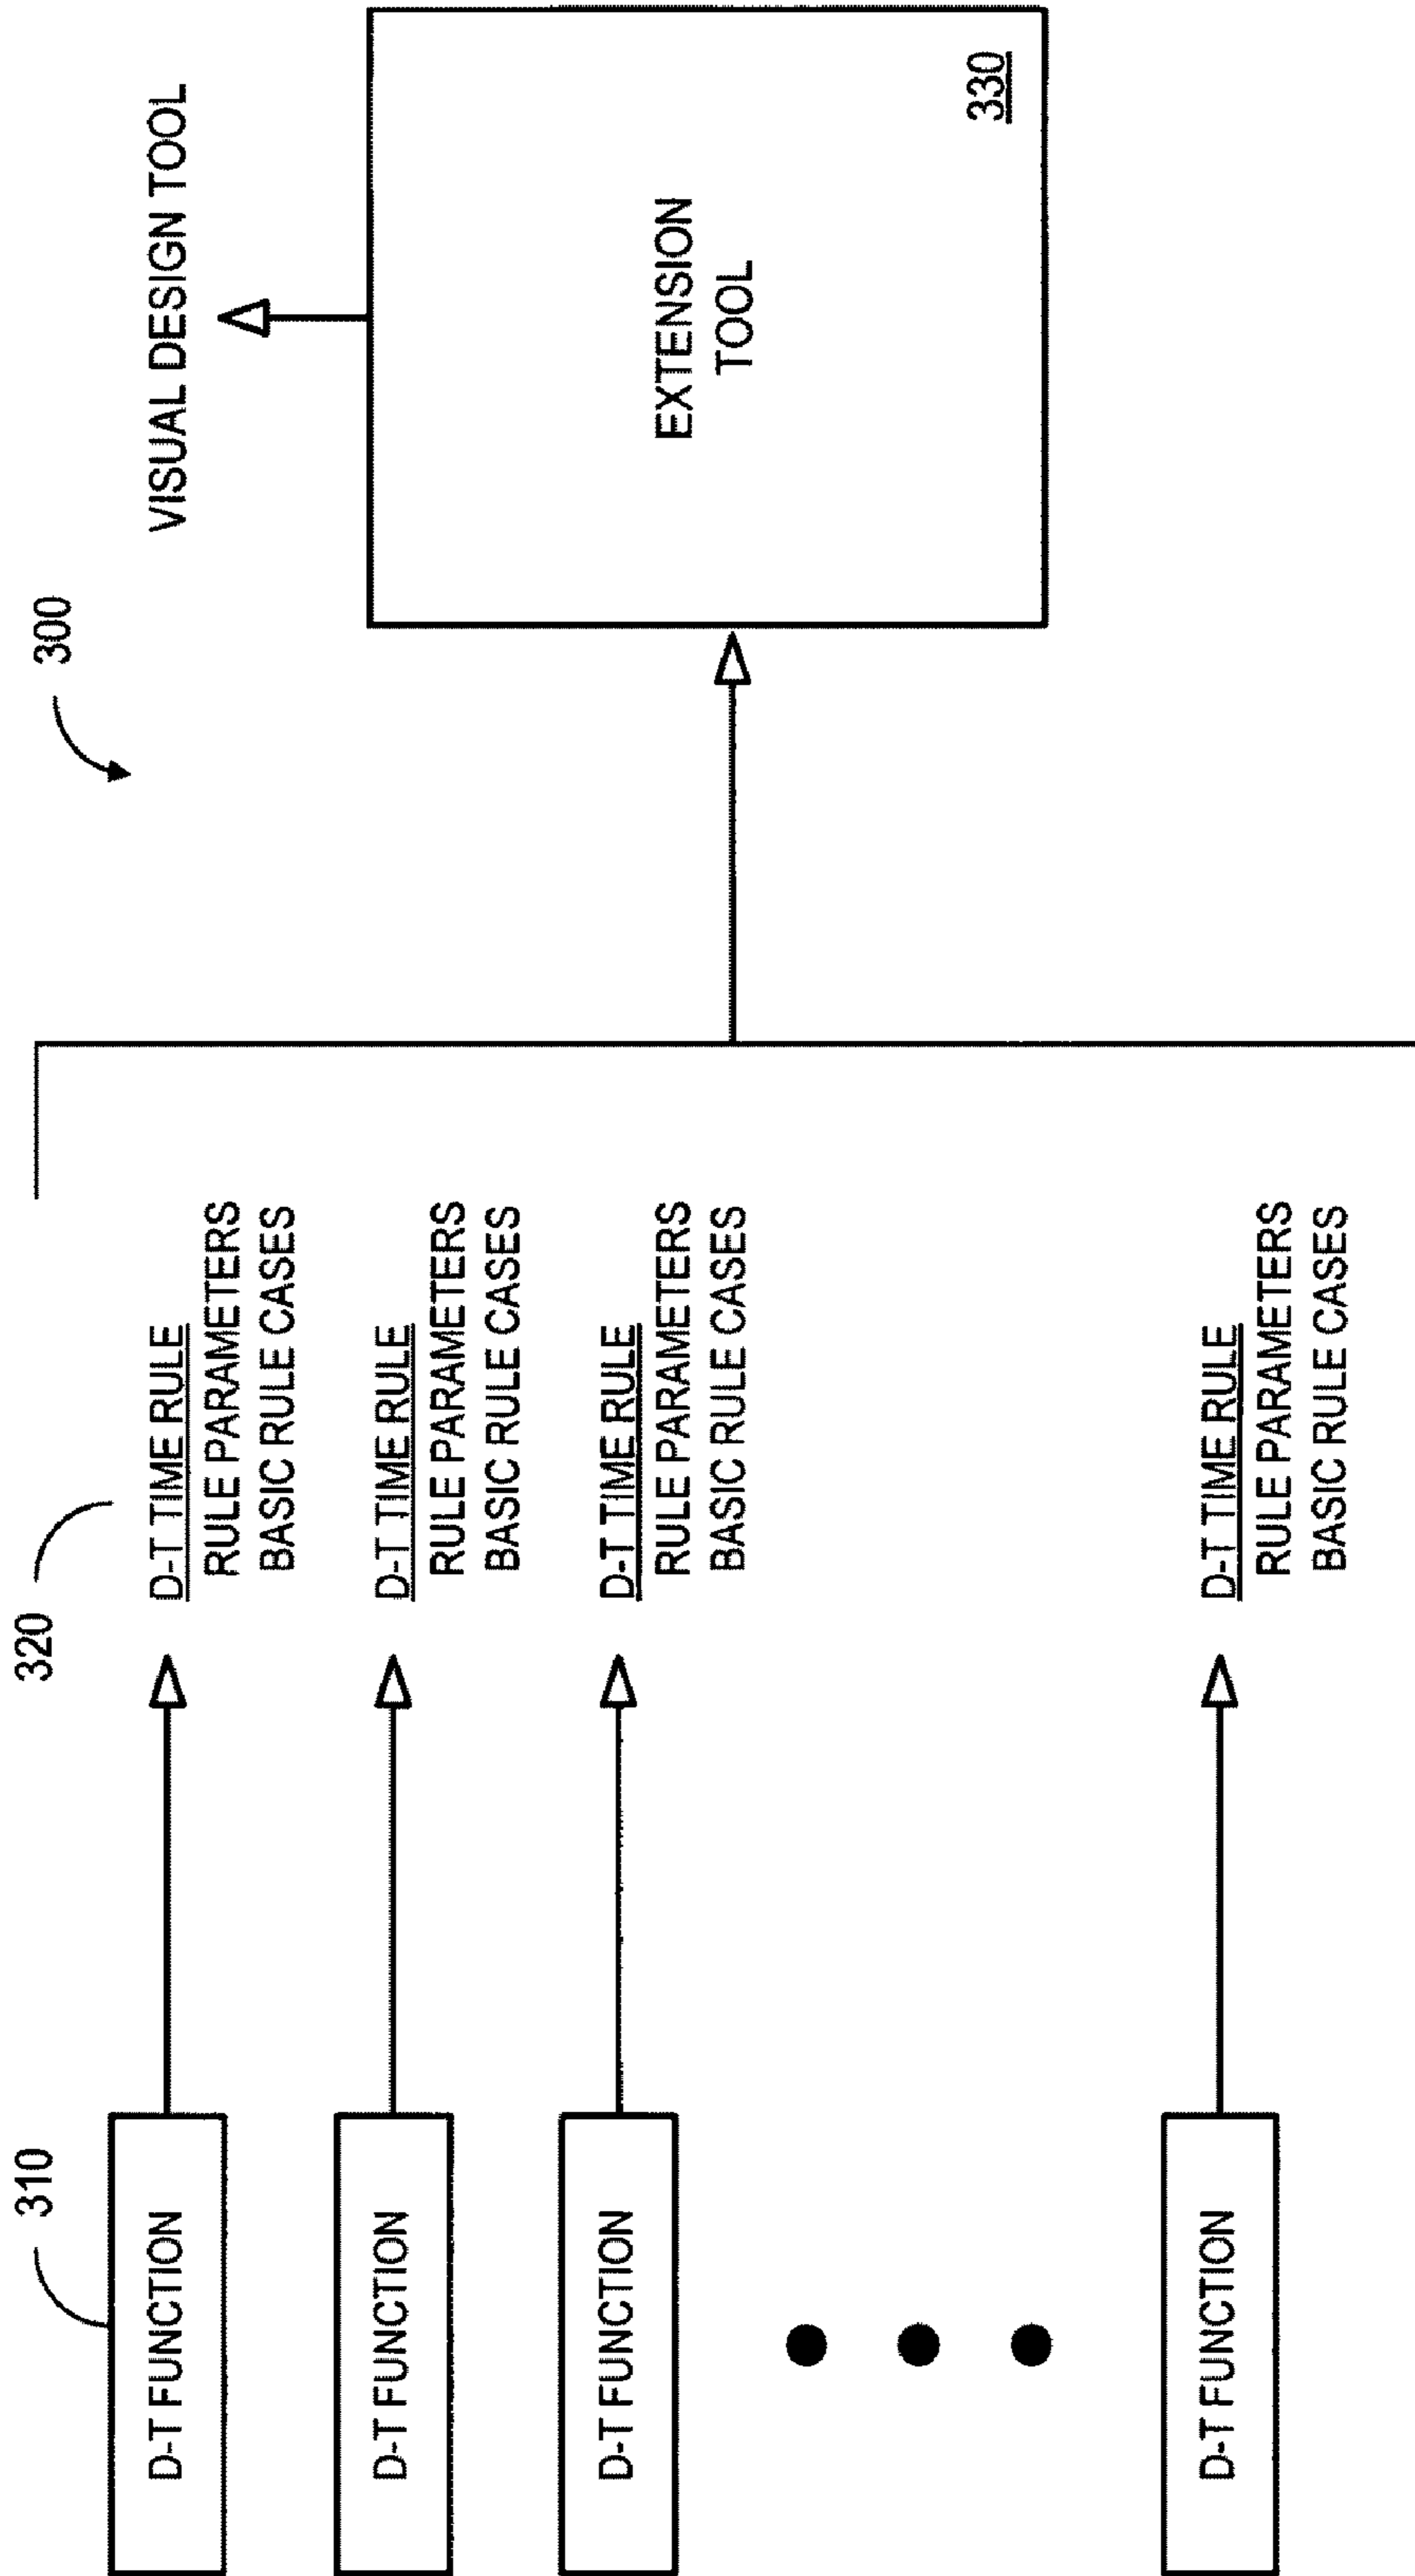 300
VISUAL DESIGN TOOL
EXTENSION
TOOL
330
310
320
D-T FUNCTION
D-T TIME RULE
RULE PARAMETERS
BASIC RULE CASES
D-T FUNCTION
D-T TIME RULE
RULE PARAMETERS
BASIC RULE CASES
D-T FUNCTION
D-T TIME RULE
RULE PARAMETERS
BASIC RULE CASES
D-T FUNCTION
D-T TIME RULE
RULE PARAMETERS
BASIC RULE CASES